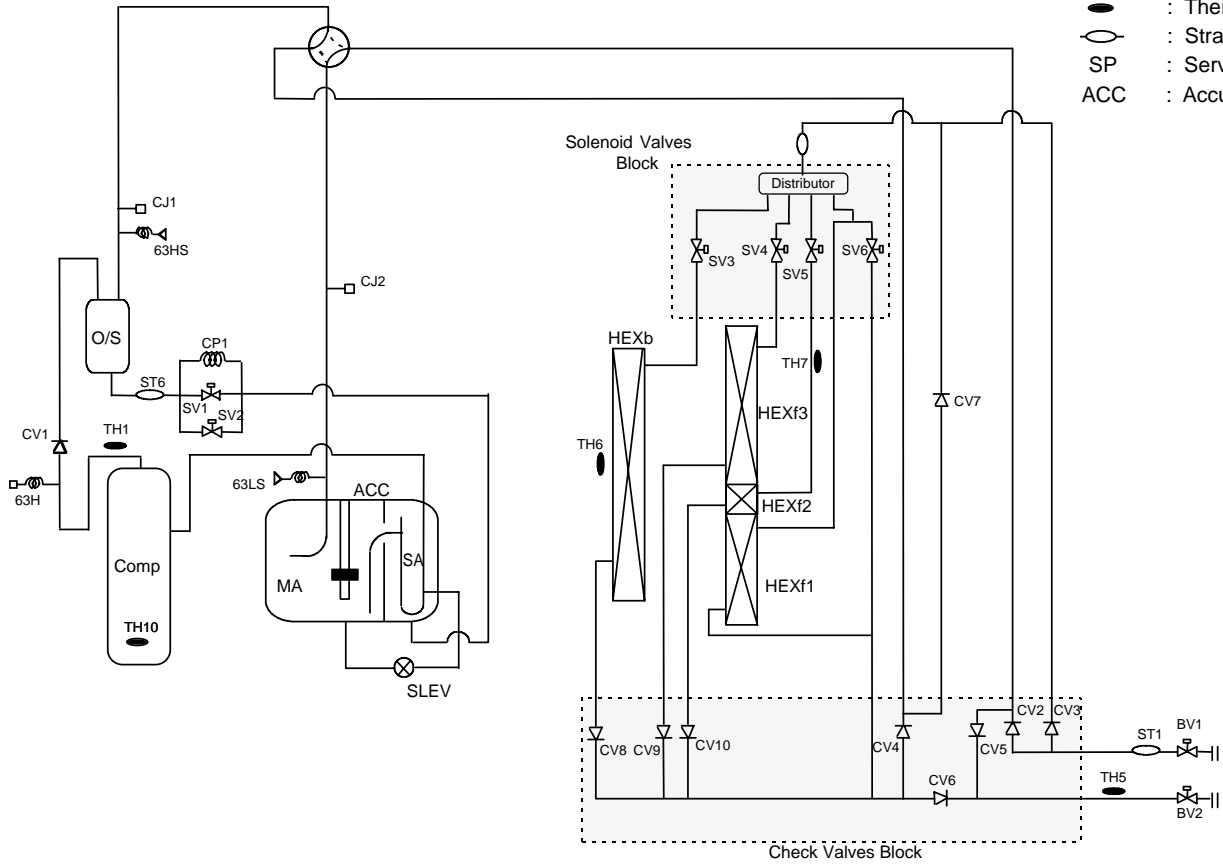 : Ther
: Stra
SP : Serv
ACC : Accu
Solenoid Valves
Block
Distributor
CJ1
63HS
SV3
SV4
SV5
SV6
CJ2
O/S
HEXb
CP1
TH7
ST6
SV1
SV2
CV7
HEXf3
CV1
TH1
TH6
63LS
ACC
63H
HEXf2
Comp
SA
MA
HEXf1
TH10
SLEV
CV2
CV3
BV1
ST1
CV8
CV9
CV10
CV4
CV5
CV6
TH5
BV2
Check Valves Block